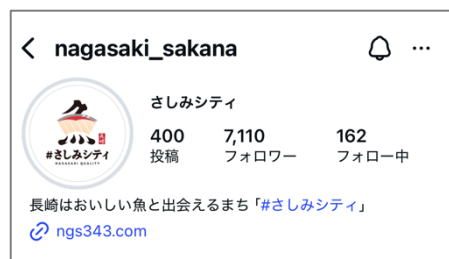 nagasaki_sakana
さしみシティ
400 7,110 162
投稿 フォロワー フォロー中
#さしみシティ
NAGASAKI QUALITY
長崎はおいしい魚と出会えるまち「#さしみシティ」
ngs343.com